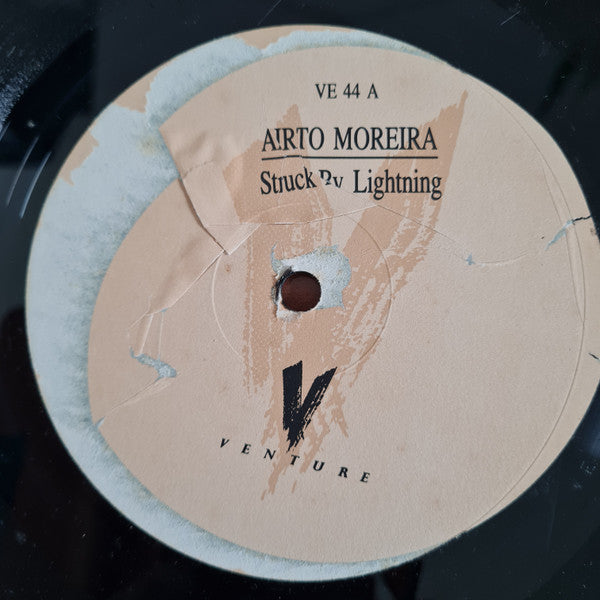 VE 44 A
AIRTO MOREIRA
Struck By Lightning
V
VENTURE